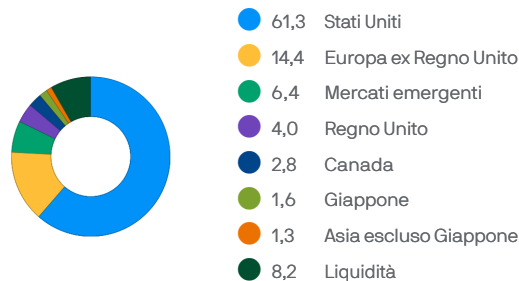 61,3 Stati Uniti
14,4 Europa ex Regno Unito
6,4 Mercati emergenti
4,0 Regno Unito
2,8 Canada
1,6 Giappone
1,3 Asia escluso Giappone
8,2 Liquidità